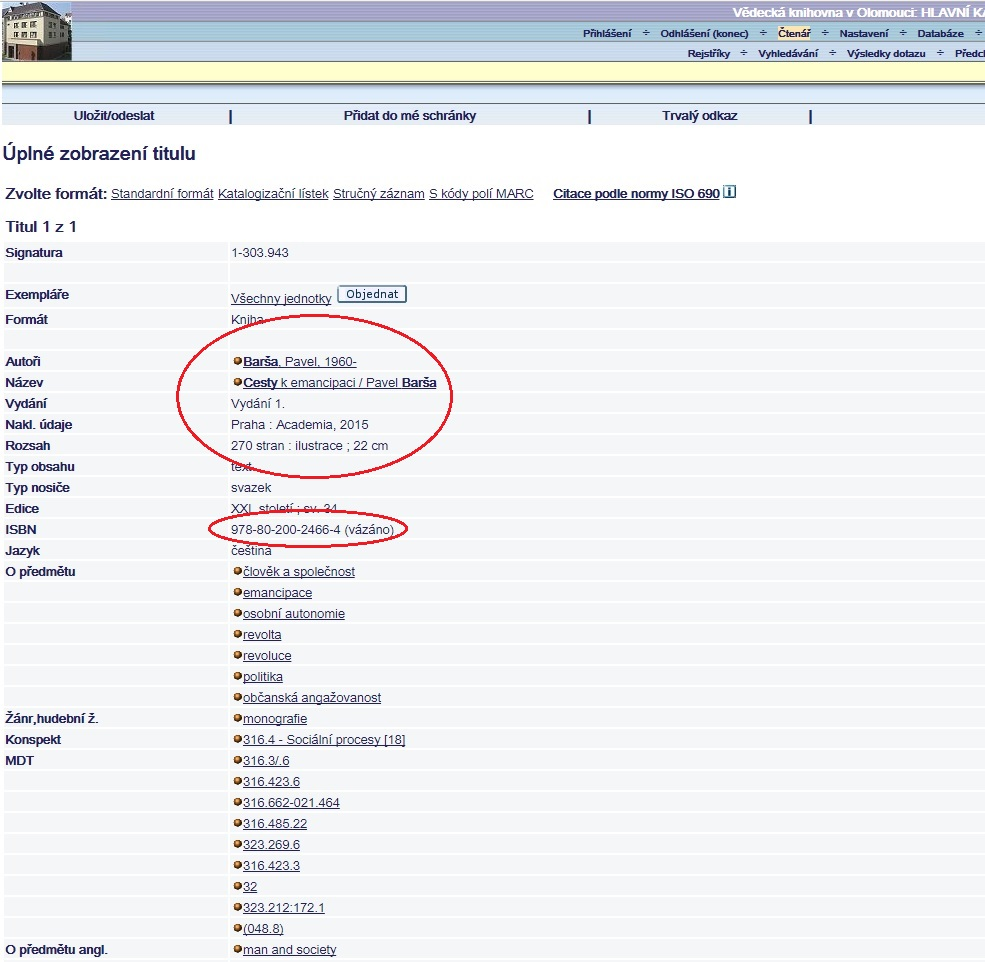 Vědecká knihovna v Olomouci: HLAVNÍ
Přihlášení ÷ Odhlášení (konec) ÷ Čtenář ÷ Nastavení ÷ Databáze ÷
Rejstříky ÷ Vyhledávání ÷ Výsledky dotazu ÷
Uložit/odeslat | Přidat do mé schránky | Trvalý odkaz |
Úplné zobrazení titulu
Zvolte formát: Standardní formát Katalogizační lístek Stručný záznam S kódy polí MARC Citace podle normy ISO 690 i
Titul 1 z 1
Signatura 1-303.943
Exempláře Všechny jednotky Objednat
Formát Kniha
Autoři Barša, Pavel, 1960-
Název Cesty k emancipaci / Pavel Barša
Vydání Vydání 1.
Nakl. údaje Praha : Academia, 2015
Rozsah 270 stran : ilustrace ; 22 cm
Typ obsahu text
Typ nosiče svazek
Edice XXI. století ; sv. 34
ISBN 978-80-200-2466-4 (vázáno)
Jazyk čeština
O předmětu člověk a společnost
emancipace
osobní autonomie
revolta
revoluce
politika
občanská angažovanost
Žánr,hudební ž. monografie
Konspekt 316.4 - Sociální procesy [18]
MDT 316.3/.6
316.423.6
316.662-021.464
316.485.22
323.269.6
316.423.3
32
323.212:172.1
(048.8)
O předmětu angl. man and society